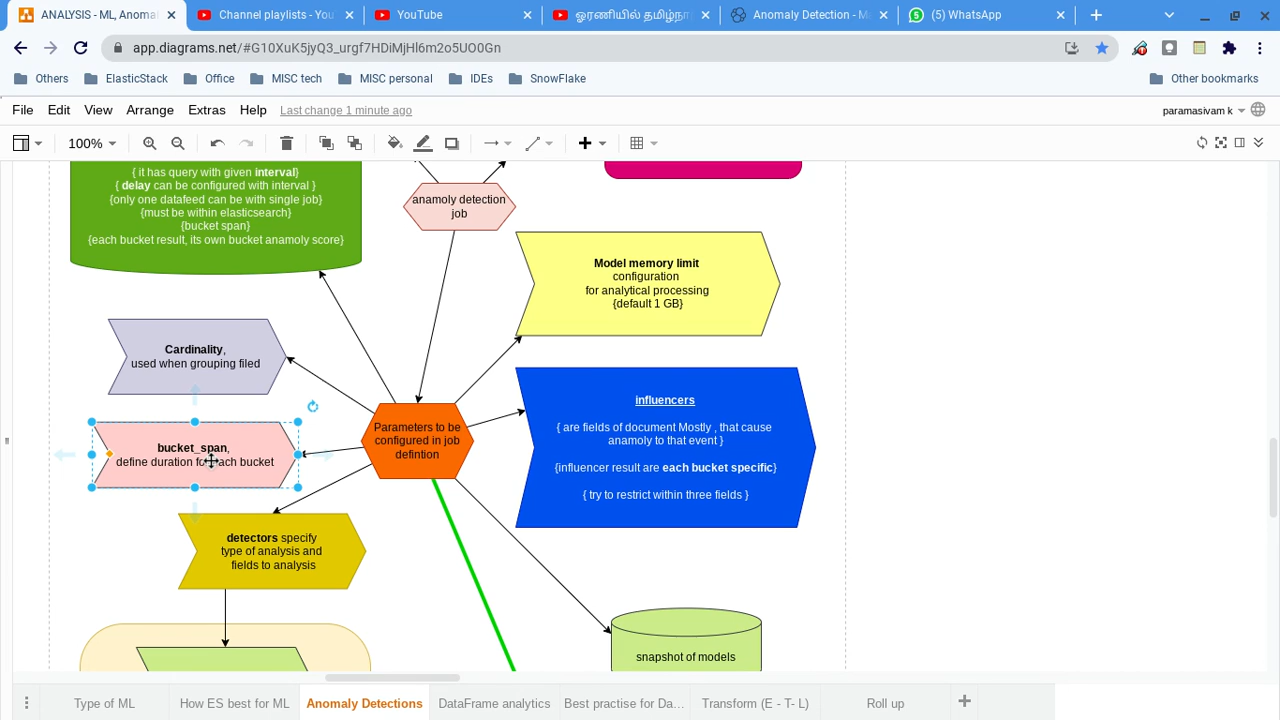 ANALYSIS - ML, Anomal
Channel playlists - You
YouTube
ஓரணியில் தமிழ்நா
Anomaly Detection - M
(5) WhatsApp
app.diagrams.net/#G10XuK5jyQ3_urgf7HDiMjHl6m2o5UO0Gn
Others
ElasticStack
Office
MISC tech
MISC personal
IDEs
SnowFlake
Other bookmarks
File Edit View Arrange Extras Help Last change 1 minute ago
paramasivam k
100%
{ it has query with given interval}
{ delay can be configured with interval }
{only one datafeed can be with single job}
{must be within elasticsearch}
{bucket span}
{each bucket result, its own bucket anamoly score}
anamoly detection
job
Model memory limit
configuration
for analytical processing
{default 1 GB}
Cardinality,
used when grouping filed
influencers
{ are fields of document Mostly , that cause
anamoly to that event }
{influencer result are each bucket specific}
{ try to restrict within three fields }
Parameters to be
configured in job
defintion
bucket_span,
define duration for each bucket
detectors specify
type of analysis and
fields to analysis
snapshot of models
Type of ML
How ES best for ML
Anomaly Detections
DataFrame analytics
Best practise for Da...
Transform (E - T- L)
Roll up